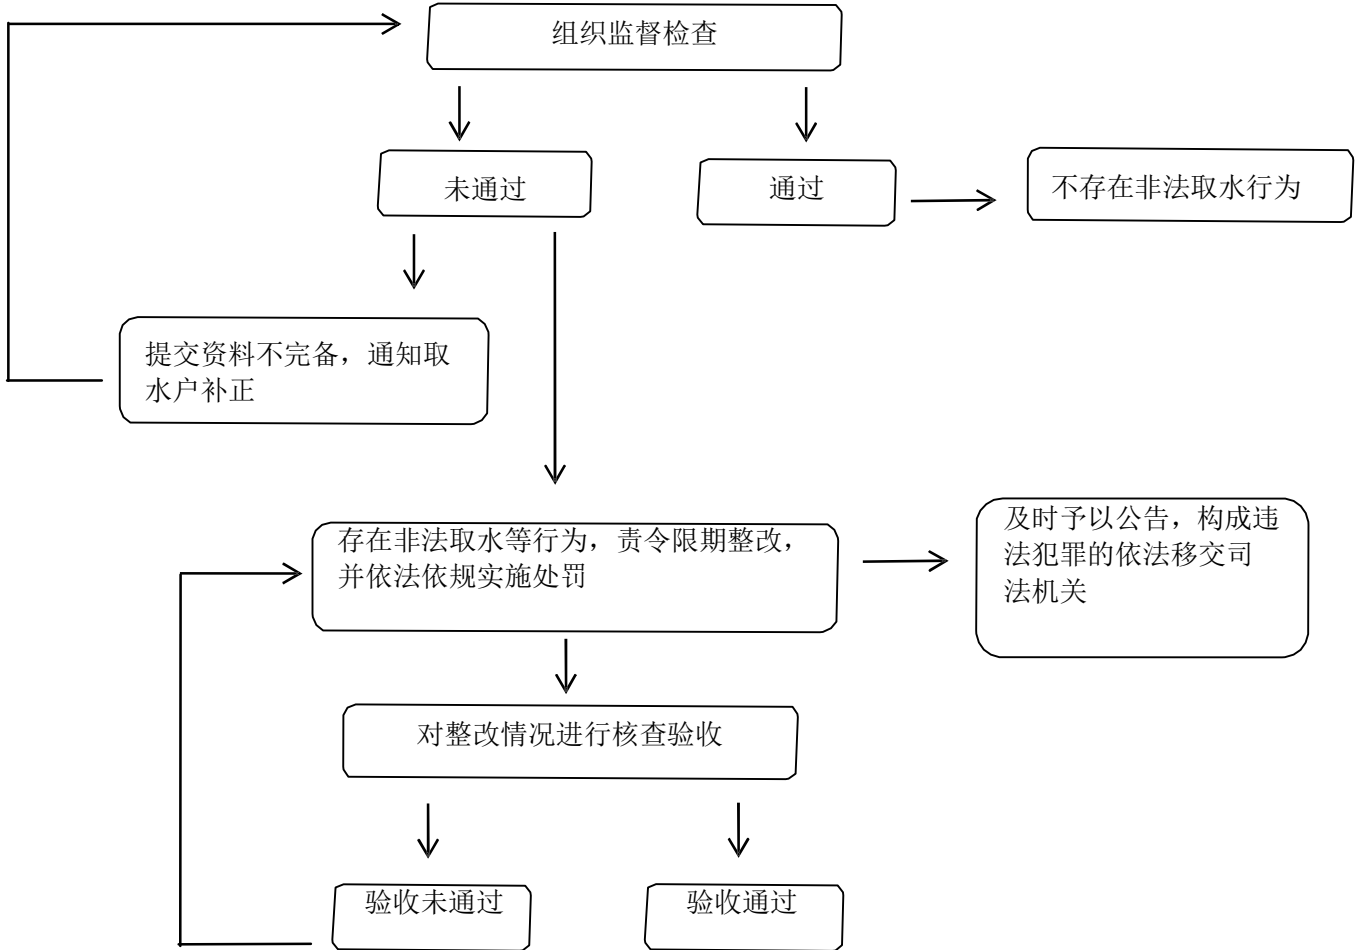 组织监督检查
未通过
通过
不存在非法取水行为
提交资料不完备，通知取
水户补正
存在非法取水等行为，责令限期整改，
并依法依规实施处罚
及时予以公告，构成违
法犯罪的依法移交司
法机关
对整改情况进行核查验收
验收未通过
验收通过